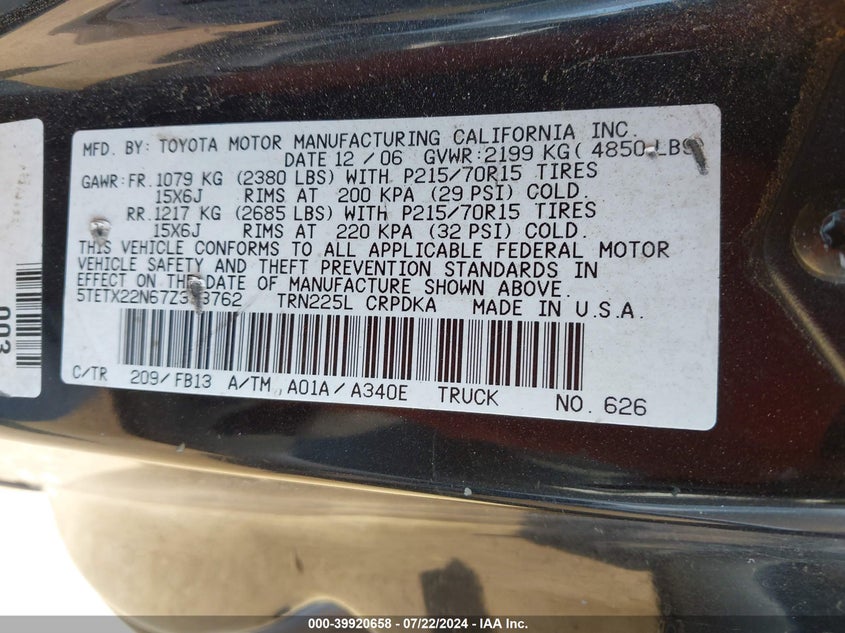 MFD. BY: TOYOTA MOTOR MANUFACTURING CALIFORNIA INC.
DATE 12 / 06 GVWR: 2199 KG ( 4850 LBS
GAWR: FR. 1079 KG (2380 LBS) WITH P215/70R15 TIRES
15X6J RIMS AT 200 KPA (29 PSI) COLD.
RR. 1217 KG (2685 LBS) WITH P215/70R15 TIRES
15X6J RIMS AT 220 KPA (32 PSI) COLD.
THIS VEHICLE CONFORMS TO ALL APPLICABLE FEDERAL MOTOR
VEHICLE SAFETY AND THEFT PREVENTION STANDARDS IN
EFFECT ON THE DATE OF MANUFACTURE SHOWN ABOVE.
TRN225L CRPDKA MADE IN U.S.A.
C/TR 209/FB13 A/TM, A01A/A340E TRUCK NO. 626
003
000-39920658 - 07/22/2024 - IAA Inc.